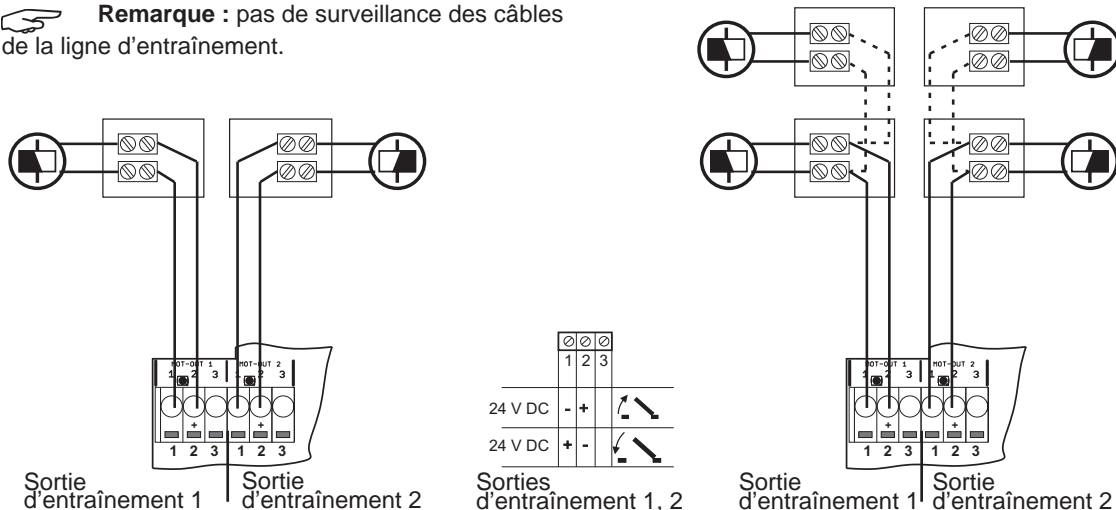 Remarque : pas de surveillance des câbles
de la ligne d'entraînement.
MOT-OUT 1 MOT-OUT 2
1 2 3 1 2 3
+ +
1 2 3 1 2 3
Sortie
d'entraînement 1
Sortie
d'entraînement 2
1 2 3
24 V DC - +
24 V DC + -
Sorties
d'entraînement 1, 2
MOT-OUT 1 MOT-OUT 2
1 2 3 1 2 3
+ +
1 2 3 1 2 3
Sortie
d'entraînement 1
Sortie
d'entraînement 2